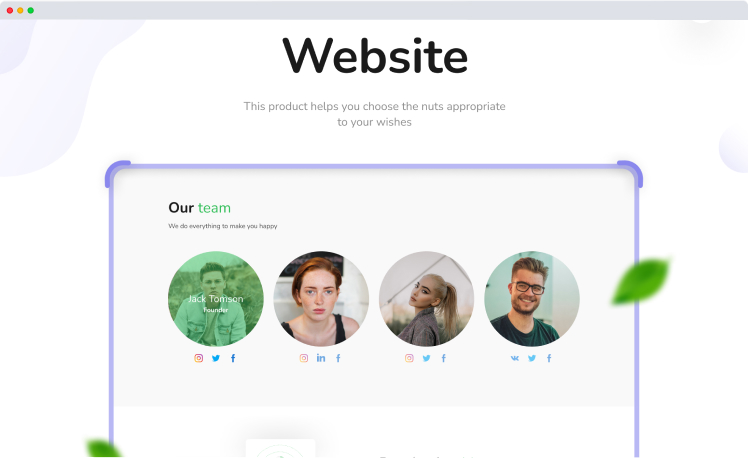 Website
This product helps you choose the nuts appropriate
to your wishes
Our team
We do everything to make you happy
Jack Tomson
Founder